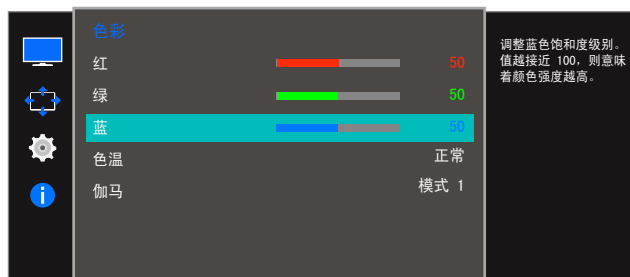 色彩
红 50
绿 50
蓝 50
色温 正常
伽马 模式 1
调整蓝色饱和度级别。
值越接近 100，则意味
着颜色强度越高。